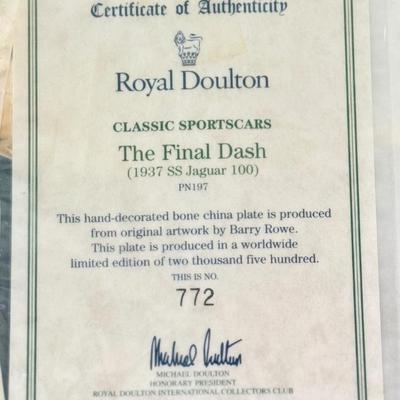 Certificate of Authenticity
Royal Doulton
CLASSIC SPORTSCARS
The Final Dash
(1937 SS Jaguar 100)
PN197
This hand-decorated bone china plate is produced
from original artwork by Barry Rowe.
This plate is produced in a worldwide
limited edition of two thousand five hundred.
THIS IS NO.
772
Michael Doulton
MICHAEL DOULTON
HONORARY PRESIDENT
ROYAL DOULTON INTERNATIONAL COLLECTORS CLUB